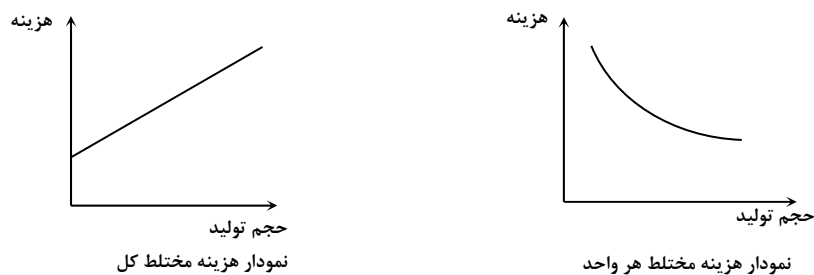 هزینه
حجم تولید
نمودار هزینه مختلط کل
هزینه
حجم تولید
نمودار هزینه مختلط هر واحد